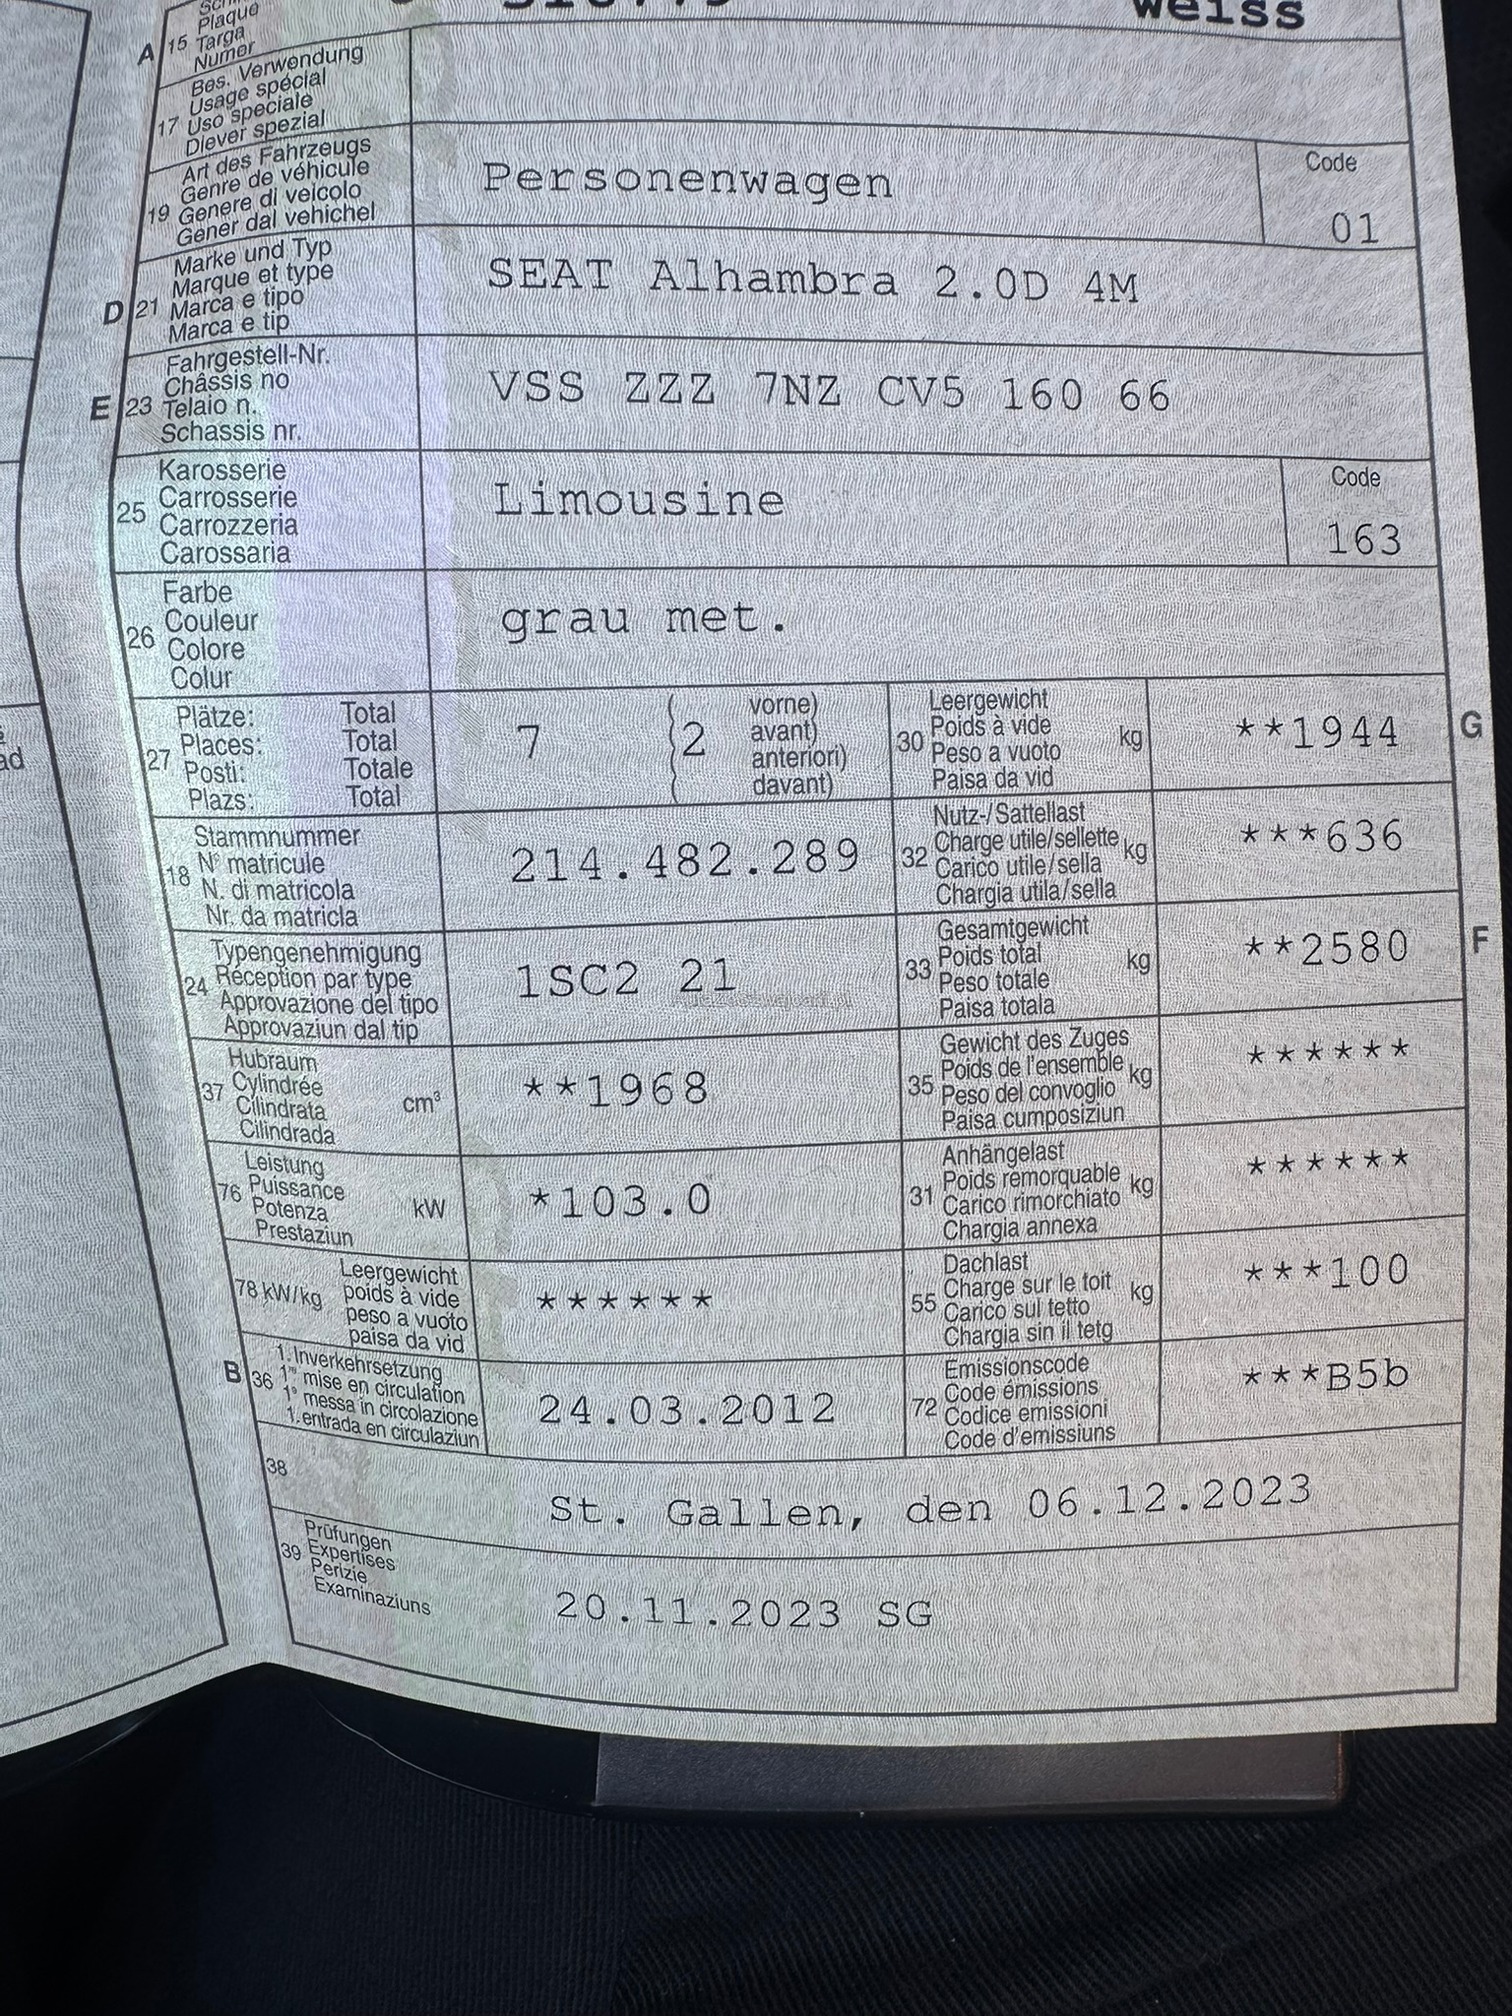 weiss
A 15 Plaque
Targa
Numer
Bes. Verwendung
17 Usage spécial
Uso speciale
Diever spezial
Art des Fahrzeugs
19 Genre de véhicule
Genere di veicolo
Gener dal vehichel
Personenwagen
Code
01
Marke und Typ
D 21 Marque et type
Marca e tipo
Marca e tip
SEAT Alhambra 2.0D 4M
Fahrgestell-Nr.
E 23 Châssis no
Telaio n.
Schassis nr.
VSS ZZZ 7NZ CV5 160 66
Karosserie
25 Carrosserie
Carrozzeria
Carossaria
Limousine
Code
163
Farbe
26 Couleur
Colore
Colur
grau met.
27 Plätze: Total
Places: Total
Posti: Totale
Plazs: Total
7 (2 vorne)
avant)
anteriori)
davant)
30 Leergewicht
Poids à vide kg
Peso a vuoto
Paisa da vid
**1944 G
18 Stammnummer
N° matricule
N. di matricola
Nr. da matricla
214.482.289
32 Nutz-/Sattellast
Charge utile/sellette kg
Carico utile/sella
Chargia utila/sella
***636
24 Typengenehmigung
Réception par type
Approvazione del tipo
Approvaziun dal tip
1SC2 21
33 Gesamtgewicht
Poids total kg
Peso totale
Paisa totala
**2580 F
37 Hubraum
Cylindrée cm³
Cilindrata
Cilindrada
**1968
35 Gewicht des Zuges
Poids de l'ensemble kg
Peso del convoglio
Paisa cumposiziun
******
76 Leistung
Puissance kW
Potenza
Prestaziun
*103.0
31 Anhängelast
Poids remorquable kg
Carico rimorchiato
Chargia annexa
******
78 kW/kg Leergewicht
poids à vide
peso a vuoto
paisa da vid
******
55 Dachlast
Charge sur le toit kg
Carico sul tetto
Chargia sin il tetg
***100
B 36 1. Inverkehrsetzung
1re mise en circulation
1a messa in circolazione
1. entrada en circulaziun
24.03.2012
72 Emissionscode
Code émissions
Codice emissioni
Code d'emissiuns
***B5b
38
St. Gallen, den 06.12.2023
39 Prüfungen
Expertises
Perizie
Examinaziuns
20.11.2023 SG